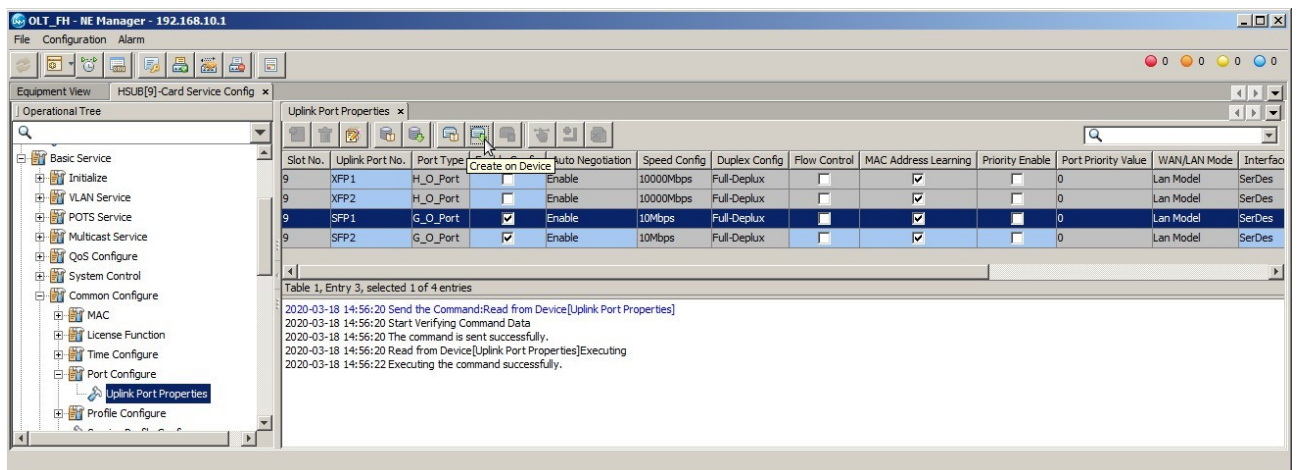 OLT_FH - NE Manager - 192.168.10.1
File Configuration Alarm
0 0 0 0
Equipment View HSUB[9]-Card Service Config
Operational Tree
Basic Service
Initialize
VLAN Service
POTS Service
Multicast Service
QoS Configure
System Control
Common Configure
MAC
License Function
Time Configure
Port Configure
Uplink Port Properties
Profile Configure
Uplink Port Properties
Slot No. Uplink Port No. Port Type Auto Negotiation Speed Config Duplex Config Flow Control MAC Address Learning Priority Enable Port Priority Value WAN/LAN Mode Interfac
Create on Device
9 XFP1 H_O_Port Enable 10000Mbps Full-Deplux 0 Lan Model SerDes
9 XFP2 H_O_Port Enable 10000Mbps Full-Deplux 0 Lan Model SerDes
9 SFP1 G_O_Port Enable 10Mbps Full-Deplux 0 Lan Model SerDes
9 SFP2 G_O_Port Enable 10Mbps Full-Deplux 0 Lan Model SerDes
Table 1, Entry 3, selected 1 of 4 entries
2020-03-18 14:56:20 Send the Command:Read from Device[Uplink Port Properties]
2020-03-18 14:56:20 Start Verifying Command Data
2020-03-18 14:56:20 The command is sent successfully.
2020-03-18 14:56:20 Read from Device[Uplink Port Properties]Executing
2020-03-18 14:56:22 Executing the command successfully.